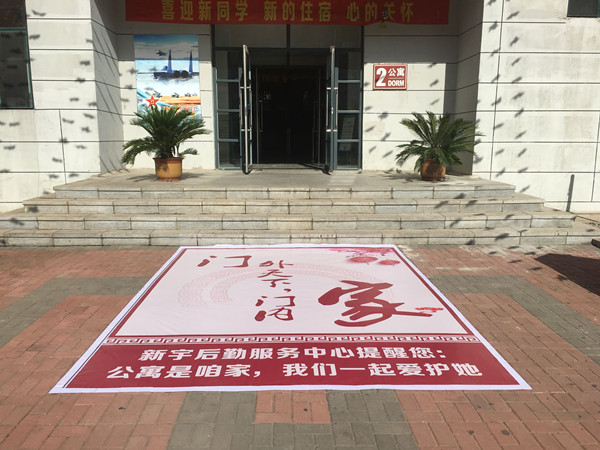 喜迎新同学 新的住宿 心的关怀
2 公寓
DORM
门外天下,门内
家
新宇后勤服务中心提醒您:
公寓是咱家,我们一起爱护她